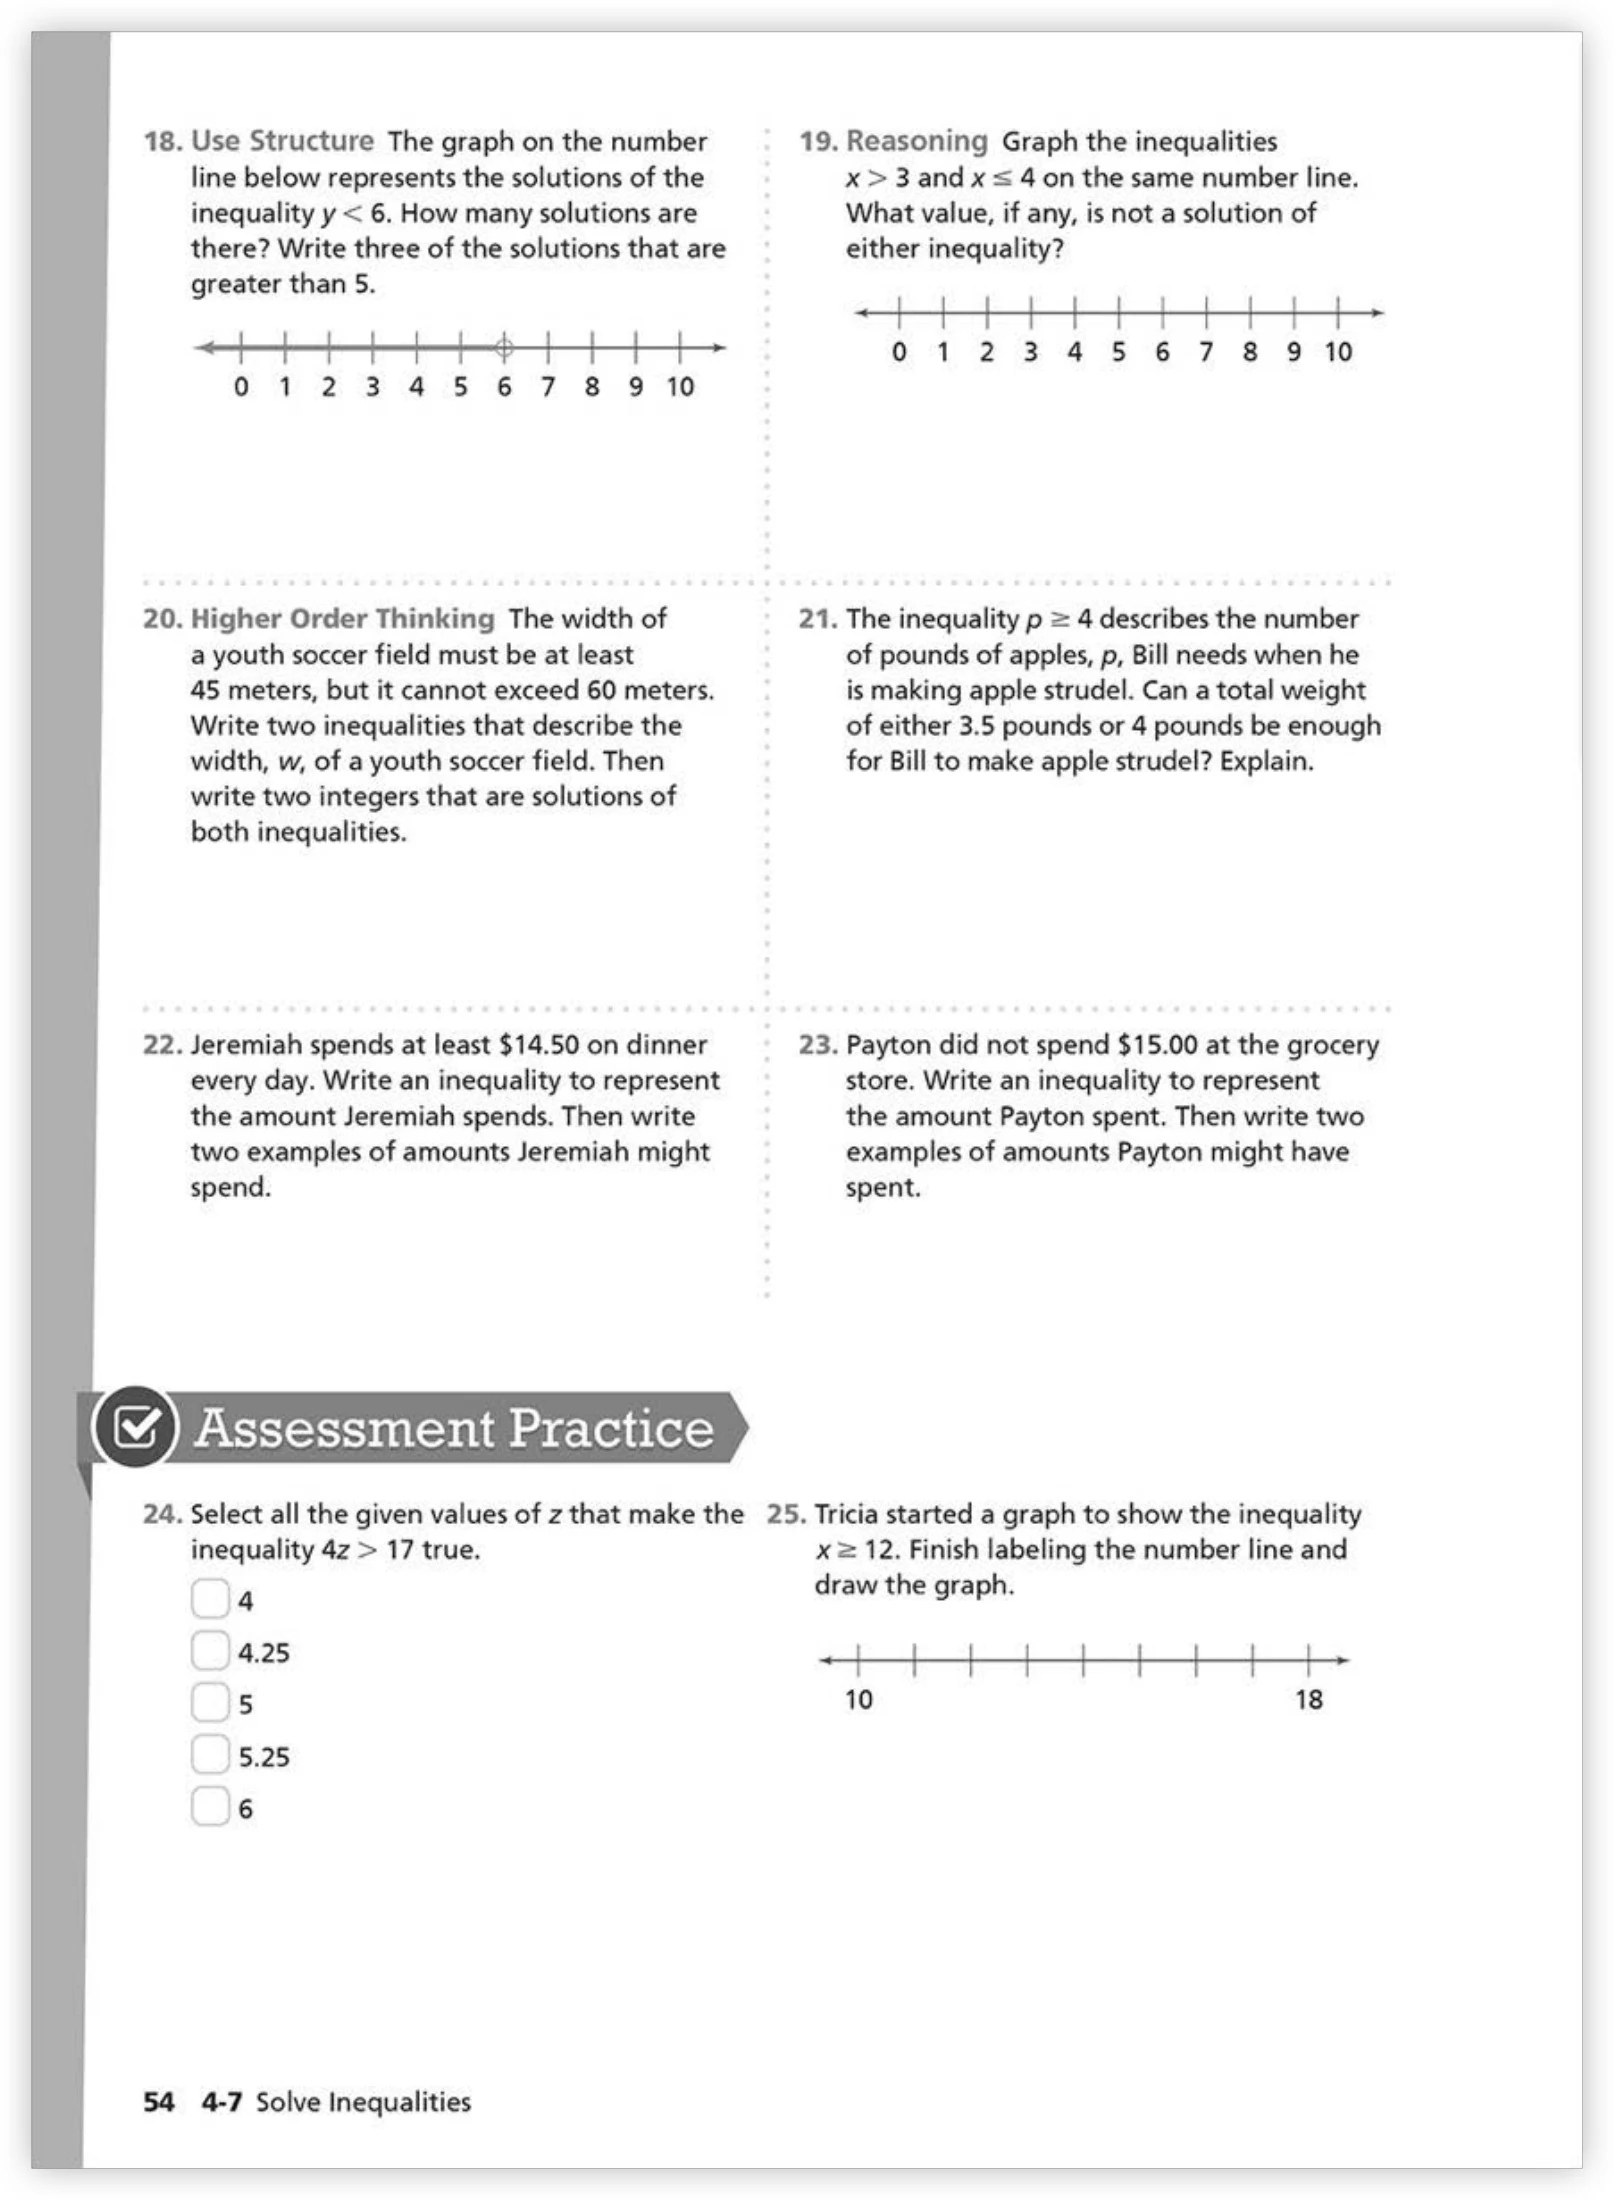 18. Use Structure The graph on the number
line below represents the solutions of the
inequality y < 6. How many solutions are
there? Write three of the solutions that are
greater than 5.
0 1 2 3 4 5 6 7 8 9 10
19. Reasoning Graph the inequalities
x > 3 and x ≤ 4 on the same number line.
What value, if any, is not a solution of
either inequality?
0 1 2 3 4 5 6 7 8 9 10
20. Higher Order Thinking The width of
a youth soccer field must be at least
45 meters, but it cannot exceed 60 meters.
Write two inequalities that describe the
width, w, of a youth soccer field. Then
write two integers that are solutions of
both inequalities.
21. The inequality p ≥ 4 describes the number
of pounds of apples, p, Bill needs when he
is making apple strudel. Can a total weight
of either 3.5 pounds or 4 pounds be enough
for Bill to make apple strudel? Explain.
22. Jeremiah spends at least $14.50 on dinner
every day. Write an inequality to represent
the amount Jeremiah spends. Then write
two examples of amounts Jeremiah might
spend.
23. Payton did not spend $15.00 at the grocery
store. Write an inequality to represent
the amount Payton spent. Then write two
examples of amounts Payton might have
spent.
Assessment Practice
24. Select all the given values of z that make the
inequality 4z > 17 true.
4
4.25
5
5.25
6
25. Tricia started a graph to show the inequality
x ≥ 12. Finish labeling the number line and
draw the graph.
10 18
54 4-7 Solve Inequalities